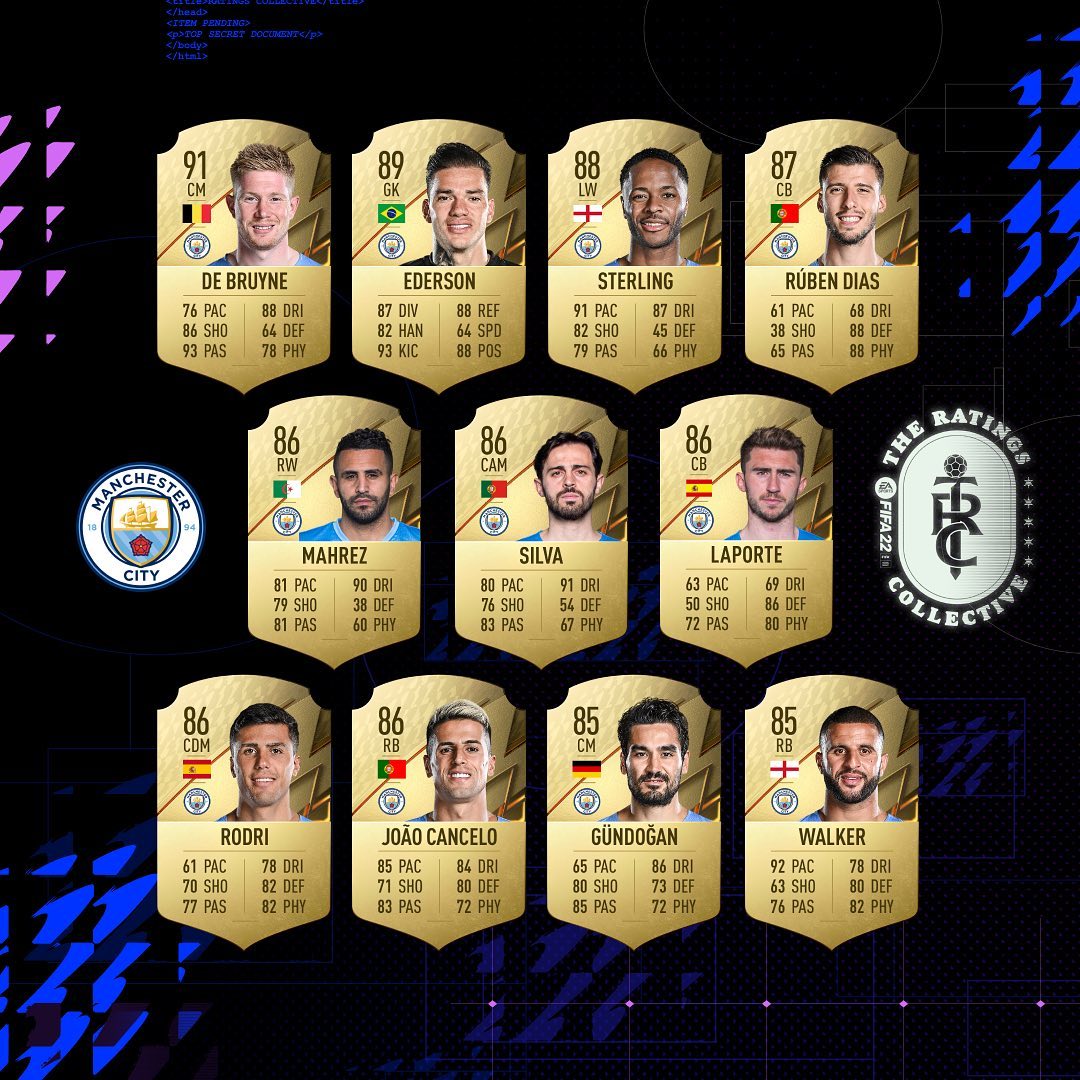 <title>RATINGS COLLECTIVE</title>
</head>
<ITEM PENDING>
<p>TOP SECRET DOCUMENT</p>
</body>
</html>
91
CM
DE BRUYNE
76 PAC 88 DRI
86 SHO 64 DEF
93 PAS 78 PHY
89
GK
EDERSON
87 DIV 88 REF
82 HAN 64 SPD
93 KIC 88 POS
88
LW
STERLING
91 PAC 87 DRI
82 SHO 45 DEF
79 PAS 66 PHY
87
CB
RÚBEN DIAS
61 PAC 68 DRI
38 SHO 88 DEF
65 PAS 88 PHY
MANCHESTER
18 94
CITY
86
RW
MAHREZ
81 PAC 90 DRI
79 SHO 38 DEF
81 PAS 60 PHY
86
CAM
SILVA
80 PAC 91 DRI
76 SHO 54 DEF
83 PAS 67 PHY
86
CB
LAPORTE
63 PAC 69 DRI
50 SHO 86 DEF
72 PAS 80 PHY
THE RATINGS
COLLECTIVE
TRC
EA
SPORTS
FIFA 22
86
CDM
RODRI
61 PAC 78 DRI
70 SHO 82 DEF
77 PAS 82 PHY
86
RB
JOÃO CANCELO
85 PAC 84 DRI
71 SHO 80 DEF
83 PAS 72 PHY
85
CM
GÜNDOĞAN
65 PAC 86 DRI
80 SHO 73 DEF
85 PAS 72 PHY
85
RB
WALKER
92 PAC 78 DRI
63 SHO 80 DEF
76 PAS 82 PHY